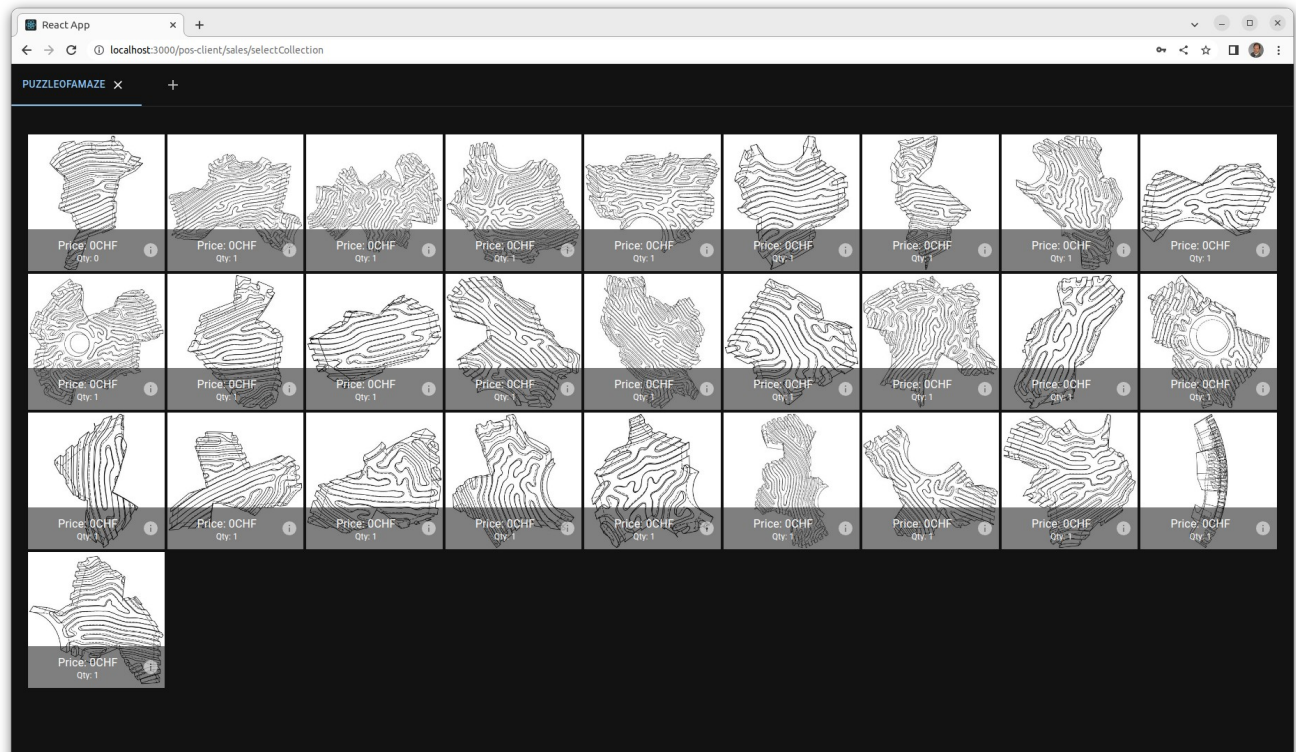 React App
localhost:3000/pos-client/sales/selectCollection
PUZZLEOFAMAZE
Price: 0CHF
Qty: 0
Price: 0CHF
Qty: 1
Price: 0CHF
Qty: 1
Price: 0CHF
Qty: 1
Price: 0CHF
Qty: 1
Price: 0CHF
Qty: 1
Price: 0CHF
Qty: 1
Price: 0CHF
Qty: 1
Price: 0CHF
Qty: 1
Price: 0CHF
Qty: 1
Price: 0CHF
Qty: 1
Price: 0CHF
Qty: 1
Price: 0CHF
Qty: 1
Price: 0CHF
Qty: 1
Price: 0CHF
Qty: 1
Price: 0CHF
Qty: 1
Price: 0CHF
Qty: 1
Price: 0CHF
Qty: 1
Price: 0CHF
Qty: 1
Price: 0CHF
Qty: 1
Price: 0CHF
Qty: 1
Price: 0CHF
Qty: 1
Price: 0CHF
Qty: 1
Price: 0CHF
Qty: 1
Price: 0CHF
Qty: 1
Price: 0CHF
Qty: 1
Price: 0CHF
Qty: 1
Price: 0CHF
Qty: 1